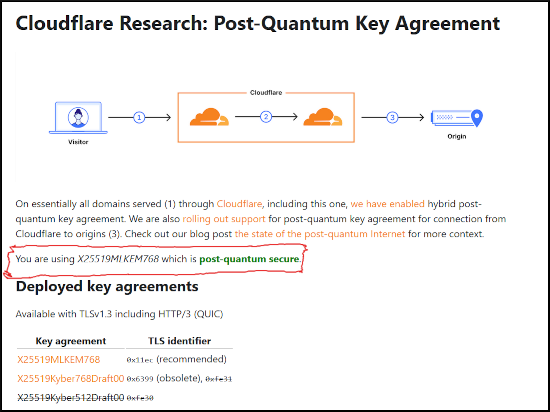 Cloudflare Research: Post-Quantum Key Agreement
Cloudflare
1
2
3
Visitor
Origin
On essentially all domains served (1) through Cloudflare, including this one, we have enabled hybrid post-
quantum key agreement. We are also rolling out support for post-quantum key agreement for connection from
Cloudflare to origins (3). Check out our blog post the state of the post-quantum Internet for more context.
You are using X25519MLKEM768 which is post-quantum secure.
Deployed key agreements
Available with TLSv1.3 including HTTP/3 (QUIC)
Key agreement TLS identifier
X25519MLKEM768 0x11ec (recommended)
X25519Kyber768Draft00 0x6399 (obsolete), 0xfe31
X25519Kyber512Draft00 0xfe30